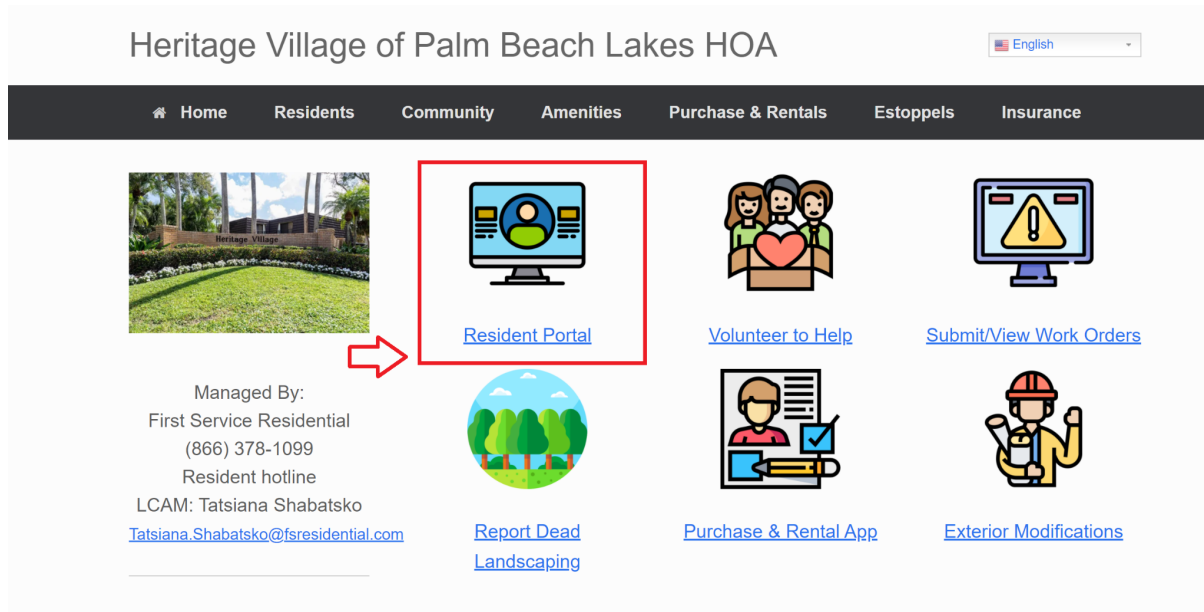 Heritage Village of Palm Beach Lakes HOA
English
Home Residents Community Amenities Purchase & Rentals Estoppels Insurance
Heritage Village
Resident Portal
Volunteer to Help
Submit/View Work Orders
Managed By:
First Service Residential
(866) 378-1099
Resident hotline
LCAM: Tatsiana Shabatsko
Tatsiana.Shabatsko@fsresidential.com
Report Dead
Landscaping
Purchase & Rental App
Exterior Modifications